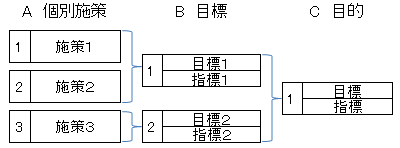 A 個別施策
B 目標
C 目的
1 施策1
2 施策2
3 施策3
1 目標1
指標1
2 目標2
指標2
1 目標
指標